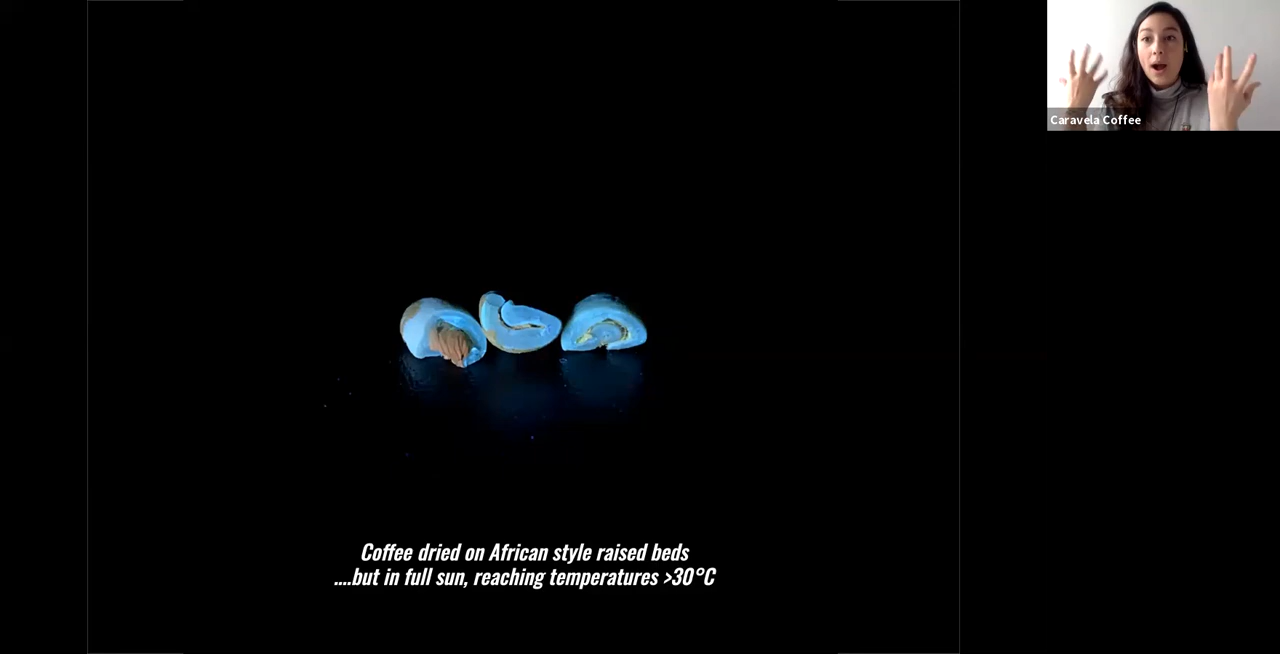 Caravela Coffee
Coffee dried on African style raised beds
....but in full sun, reaching temperatures >30°C